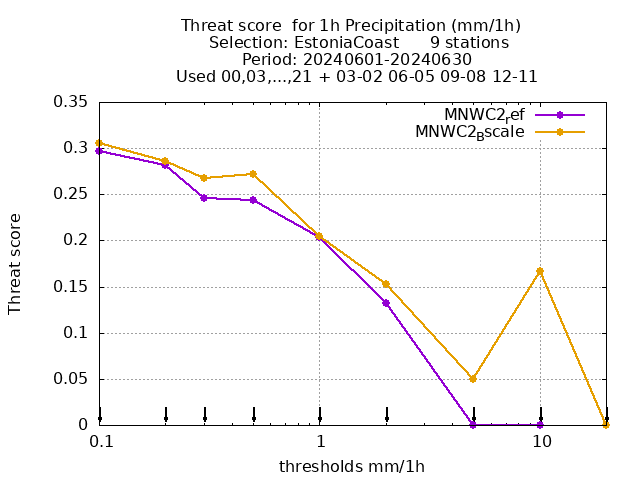 Threat score  for 1h Precipitation (mm/1h)
Selection: EstoniaCoast      9 stations
Period: 20240601-20240630
Used 00,03,...,21 + 03-02 06-05 09-08 12-11
MNWC2ref
MNWC2Bscale
0.35
0.3
0.25
0.2
0.15
0.1
0.05
0
Threat score
0.1 1 10
thresholds mm/1h